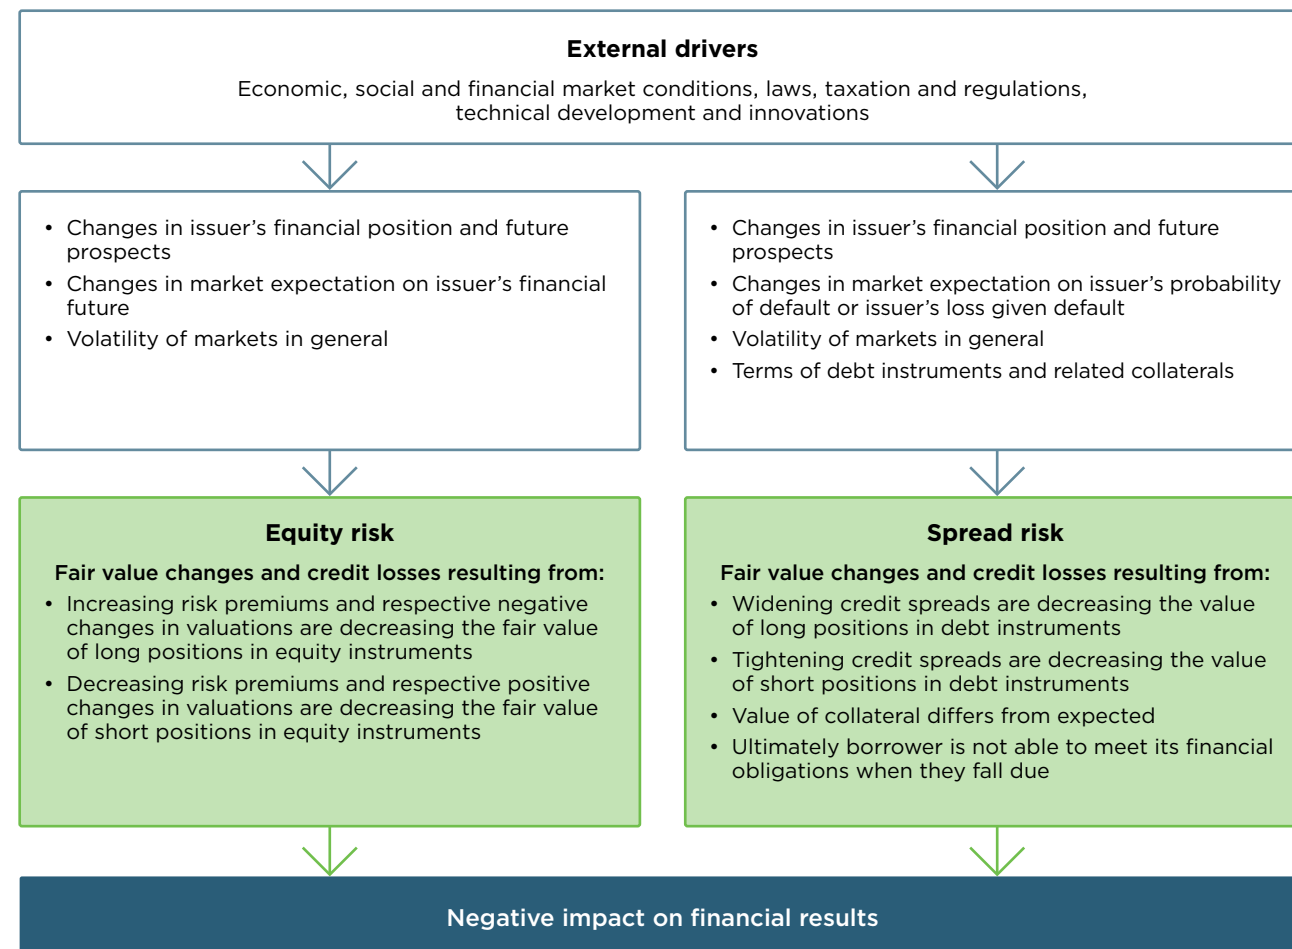 External drivers
Economic, social and financial market conditions, laws, taxation and regulations,
technical development and innovations
• Changes in issuer’s financial position and future
prospects
• Changes in market expectation on issuer’s financial
future
• Volatility of markets in general
• Changes in issuer’s financial position and future
prospects
• Changes in market expectation on issuer’s probability
of default or issuer’s loss given default
• Volatility of markets in general
• Terms of debt instruments and related collaterals
Equity risk
Fair value changes and credit losses resulting from:
• Increasing risk premiums and respective negative
changes in valuations are decreasing the fair value
of long positions in equity instruments
• Decreasing risk premiums and respective positive
changes in valuations are decreasing the fair value
of short positions in equity instruments
Spread risk
Fair value changes and credit losses resulting from:
• Widening credit spreads are decreasing the value
of long positions in debt instruments
• Tightening credit spreads are decreasing the value
of short positions in debt instruments
• Value of collateral differs from expected
• Ultimately borrower is not able to meet its financial
obligations when they fall due
Negative impact on financial results